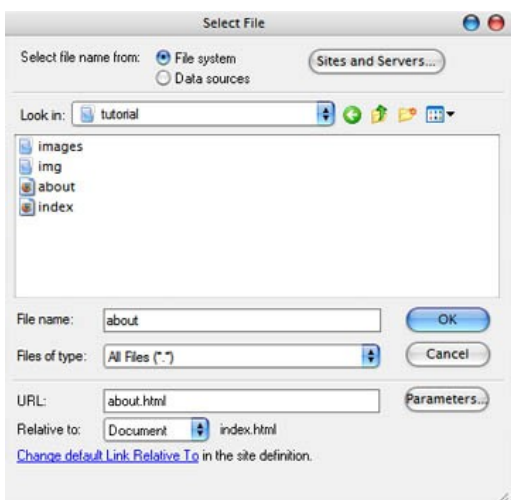 Select File
Select file name from: File system Sites and Servers...
Data sources
Look in: tutorial
images
img
about
index
File name: about OK
Files of type: All Files (*.*) Cancel
URL: about.html Parameters...
Relative to: Document index.html
Change default Link Relative To in the site definition.